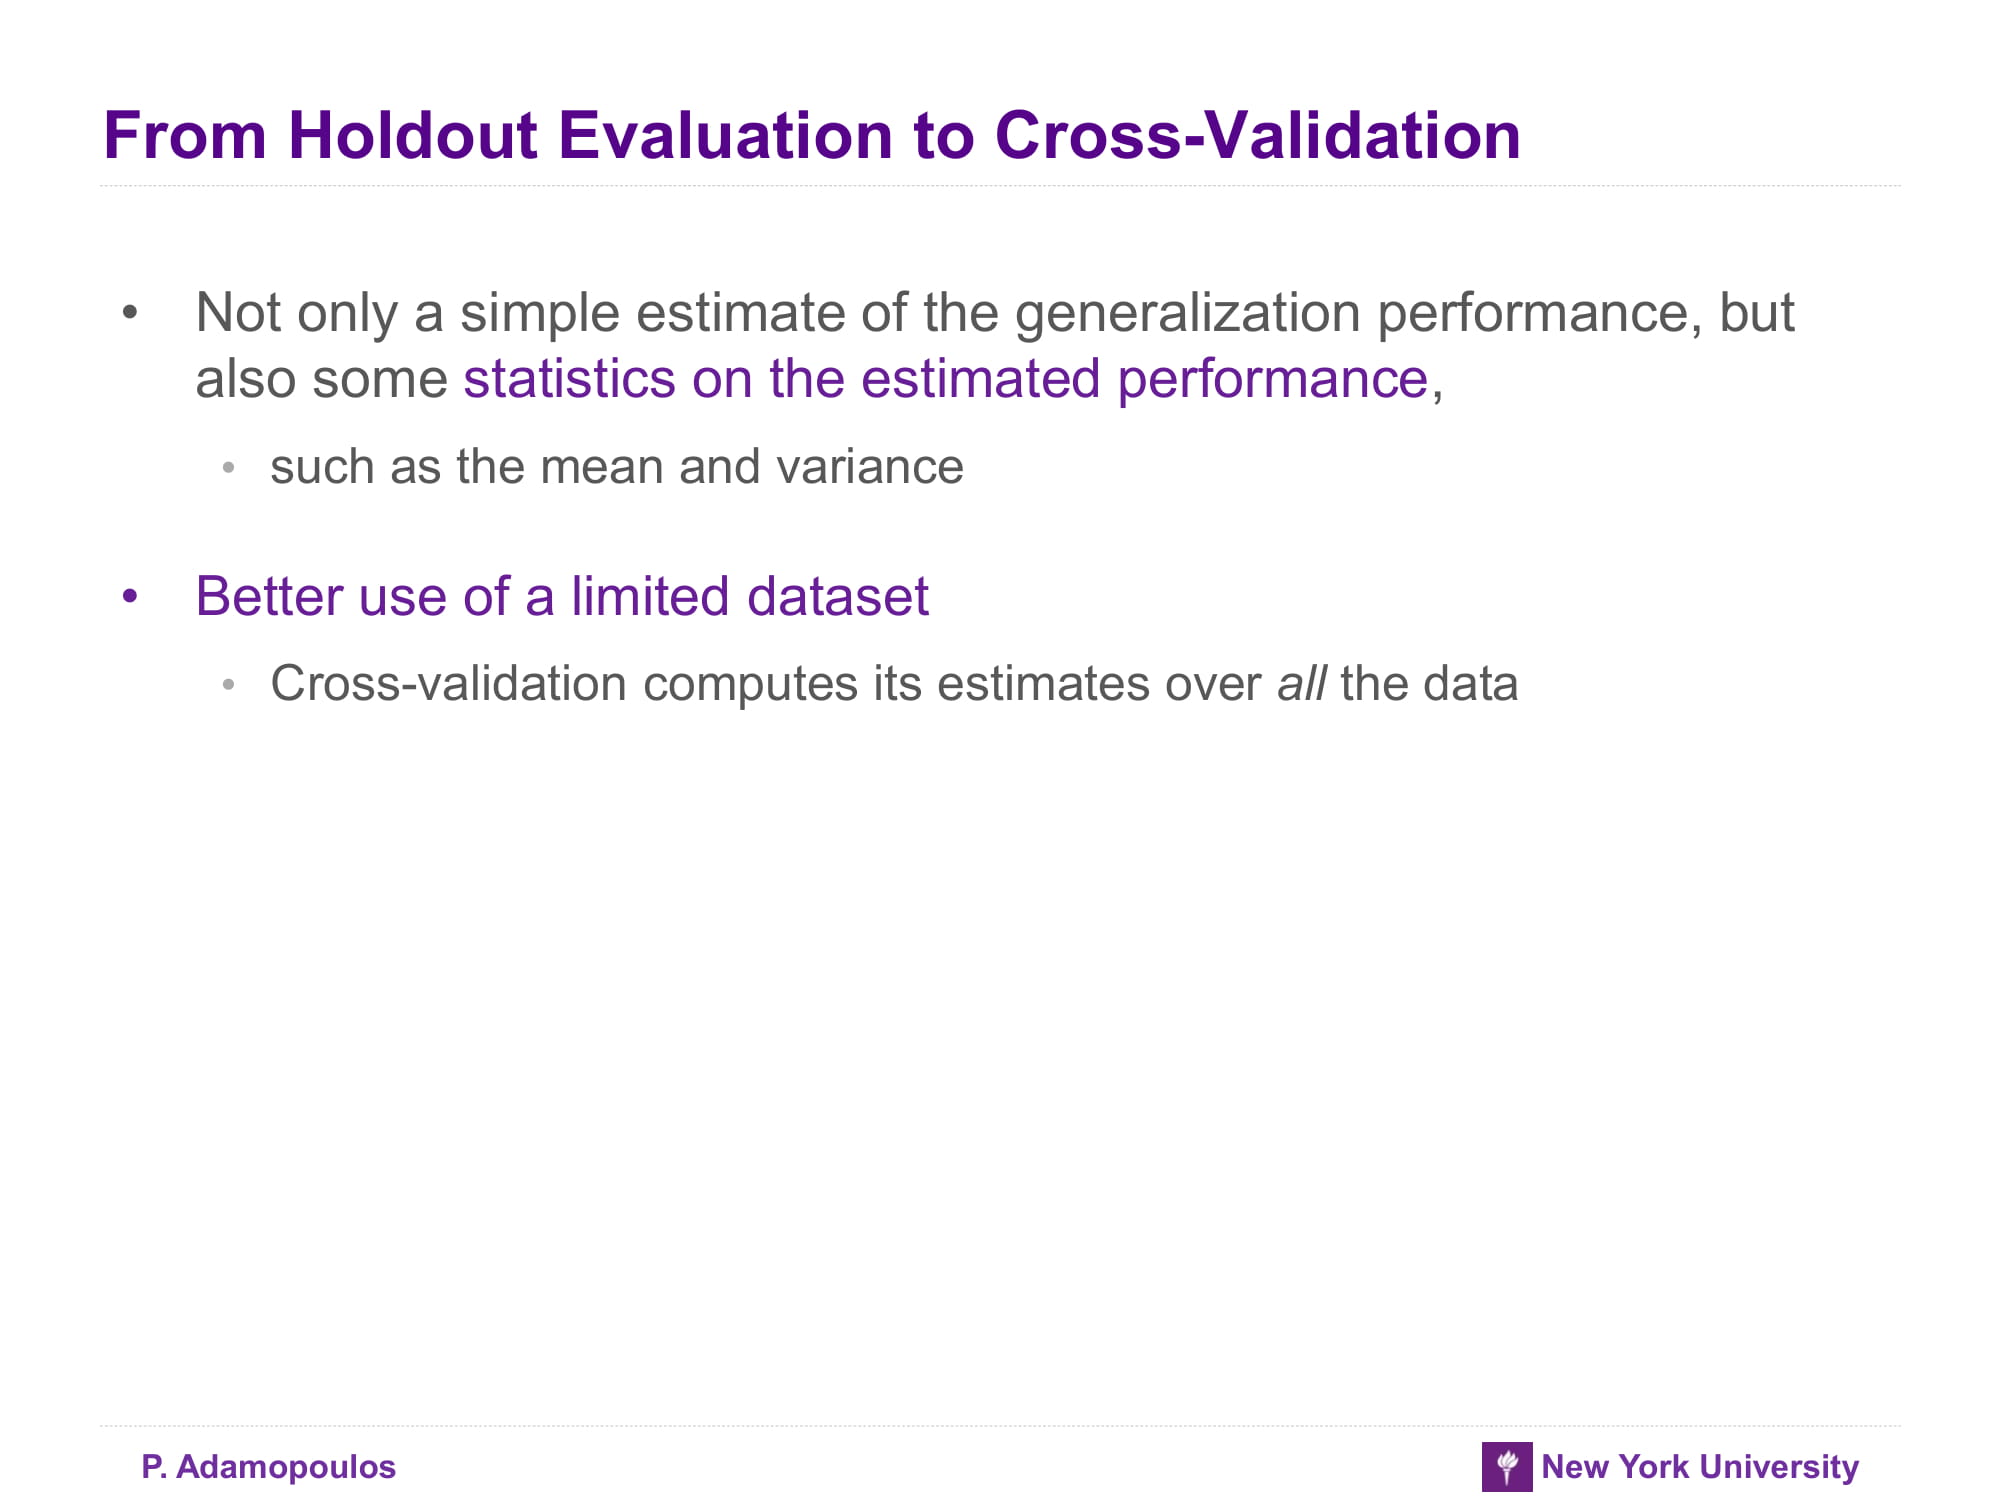 From Holdout Evaluation to Cross-Validation
• Not only a simple estimate of the generalization performance, but
also some statistics on the estimated performance,
• such as the mean and variance
• Better use of a limited dataset
• Cross-validation computes its estimates over all the data
P. Adamopoulos
New York University